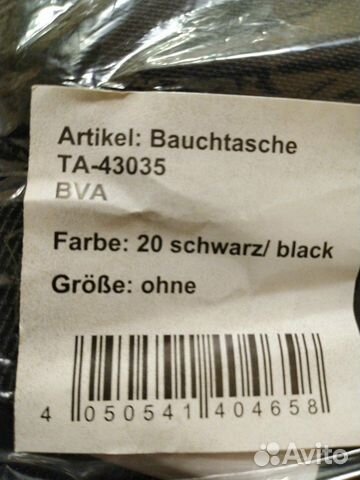 Artikel: Bauchtasche
TA-43035
BVA
Farbe: 20 schwarz/ black
Größe: ohne
4 050541 404658
Avito